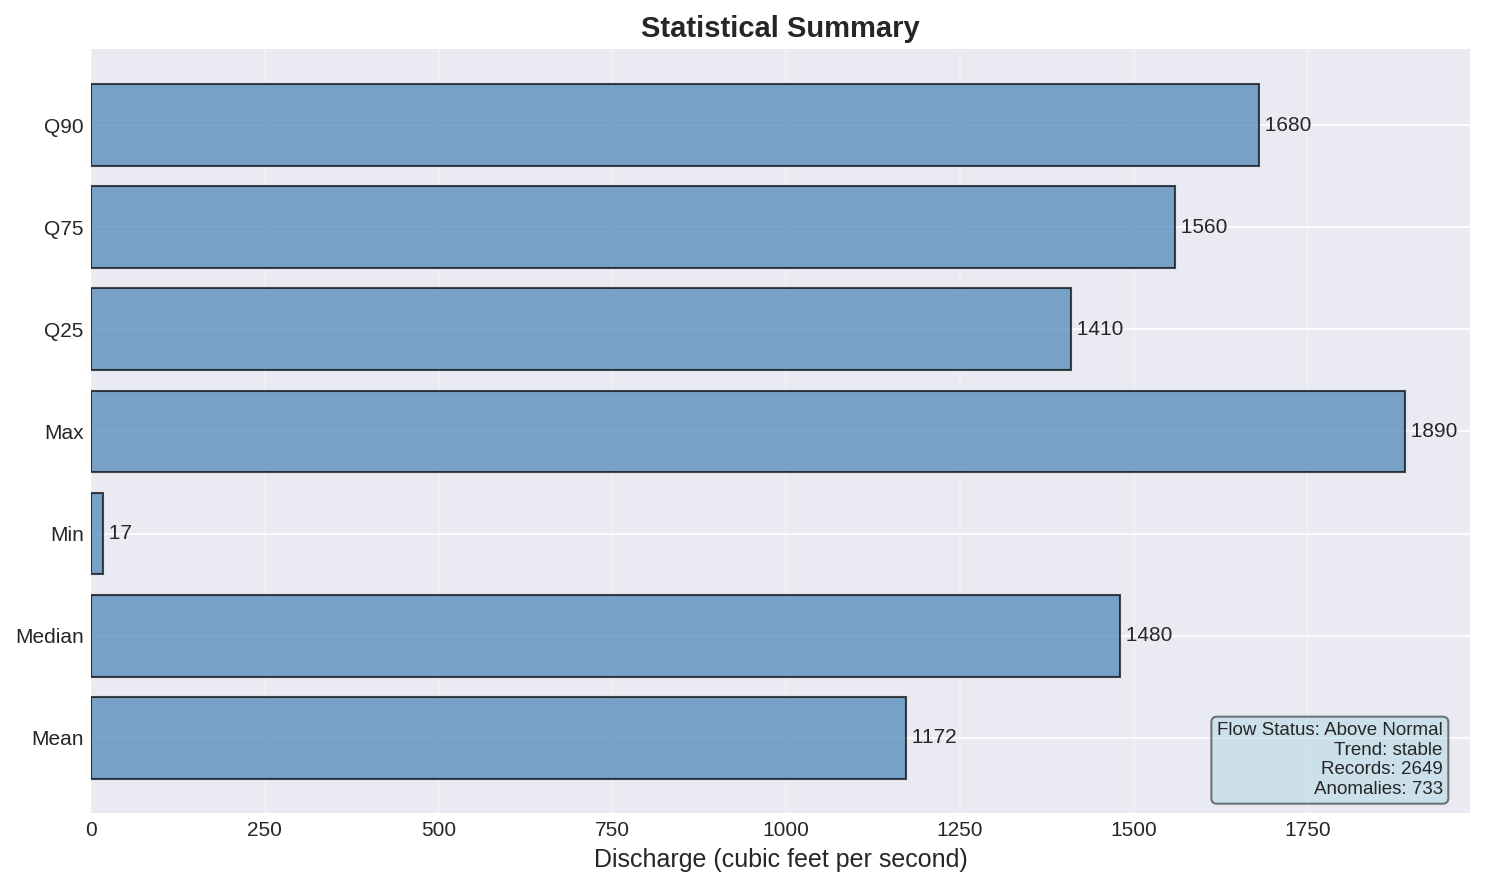 Statistical Summary
Q90
1680
Q75
1560
Q25
1410
Max
1890
Min
17
Median
1480
Mean
1172
Flow Status: Above Normal
Trend: stable
Records: 2649
Anomalies: 733
0 250 500 750 1000 1250 1500 1750
Discharge (cubic feet per second)